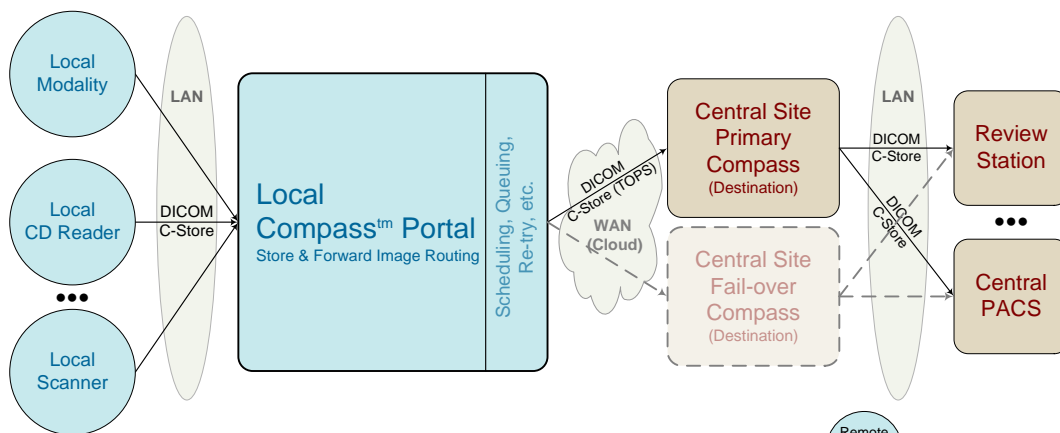 Local
Modality
LAN
Local
CD Reader
DICOM
C-Store
•••
Local
Scanner
Local
Compass™ Portal
Store & Forward Image Routing
Scheduling, Queuing,
Re-try, etc.
DICOM
C-Store (TOPS)
WAN
(Cloud)
Central Site
Primary
Compass
(Destination)
Central Site
Fail-over
Compass
(Destination)
LAN
DICOM
C-Store
DICOM
C-Store
Review
Station
•••
Central
PACS
Remote